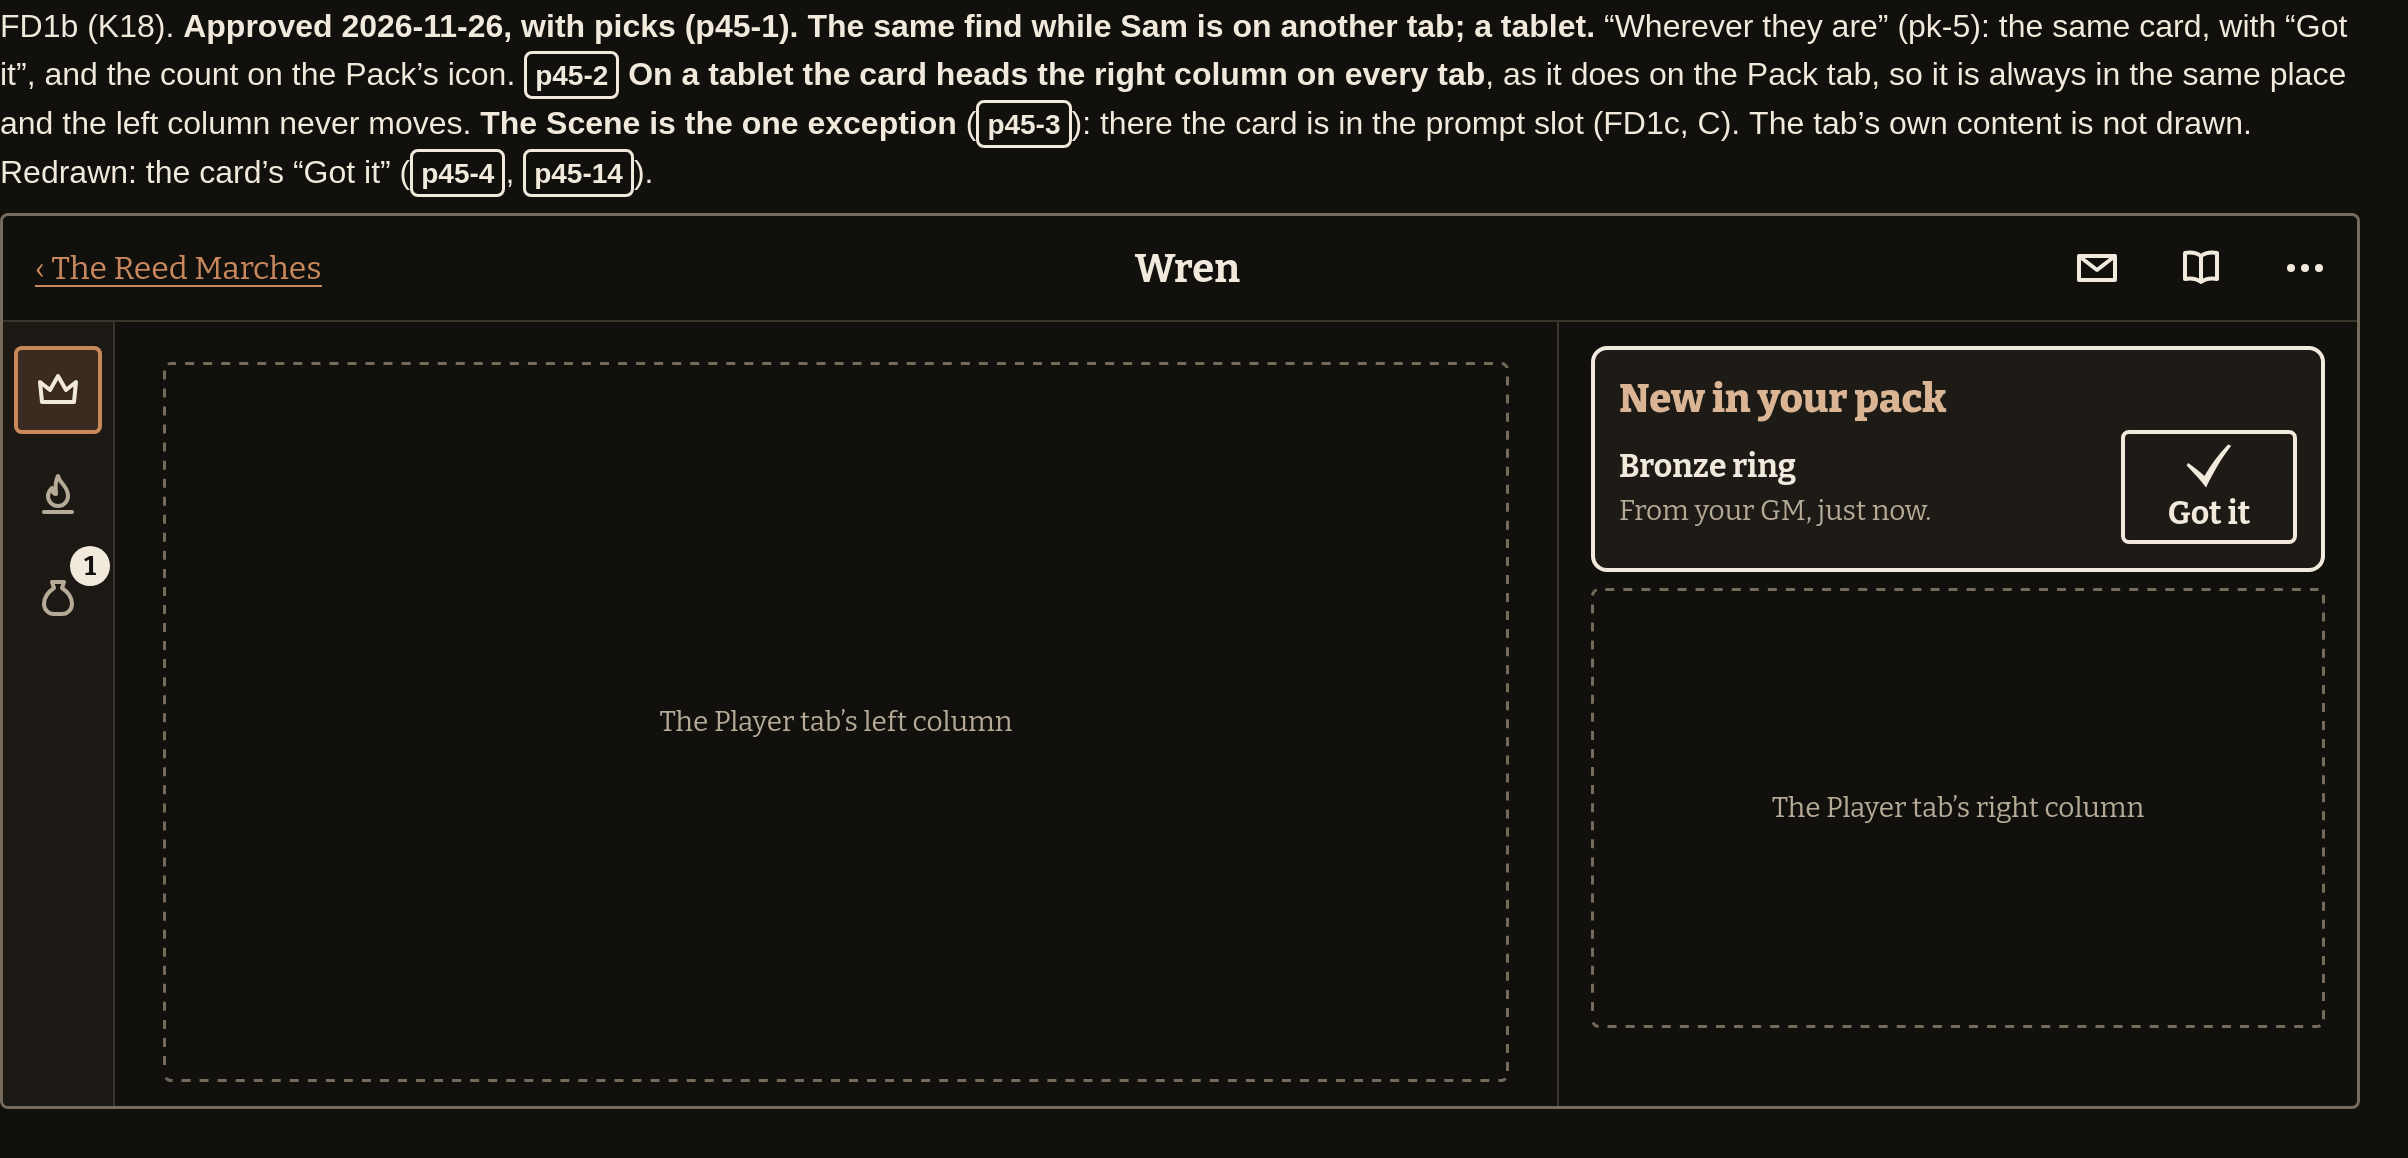 FD1b (K18). Approved 2026-11-26, with picks (p45-1). The same find while Sam is on another tab; a tablet. “Wherever they are” (pk-5): the same card, with “Got
it”, and the count on the Pack’s icon. p45-2 On a tablet the card heads the right column on every tab, as it does on the Pack tab, so it is always in the same place
and the left column never moves. The Scene is the one exception (p45-3): there the card is in the prompt slot (FD1c, C). The tab’s own content is not drawn.
Redrawn: the card’s “Got it” (p45-4, p45-14).
‹ The Reed Marches
Wren
1
The Player tab’s left column
New in your pack
Bronze ring
From your GM, just now.
Got it
The Player tab’s right column